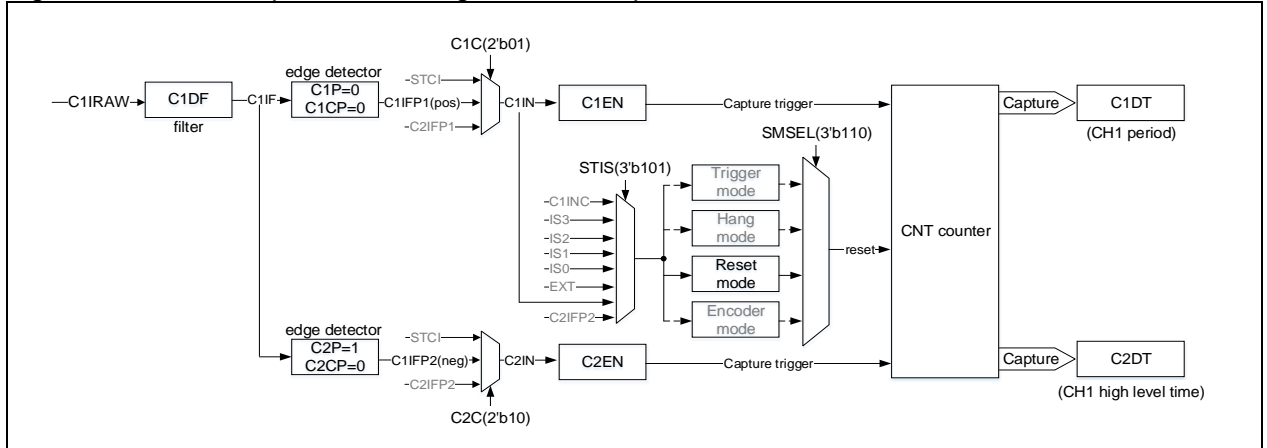 C1C(2'b01)
edge detector
-STCI
C1IRAW
C1DF
C1IF
C1P=0
C1CP=0
C1IFP1(pos)
C1IN
C1EN
Capture trigger
Capture
C1DT
filter
-C2IFP1
(CH1 period)
SMSEL(3'b110)
STIS(3'b101)
Trigger
mode
-C1INC
-IS3
Hang
mode
-IS2
CNT counter
-IS1
reset
-IS0
Reset
mode
-EXT
-C2IFP2
Encoder
mode
edge detector
-STCI
C2P=1
C2CP=0
C1IFP2(neg)
C2IN
C2EN
Capture trigger
Capture
C2DT
-C2IFP2
(CH1 high level time)
C2C(2'b10)